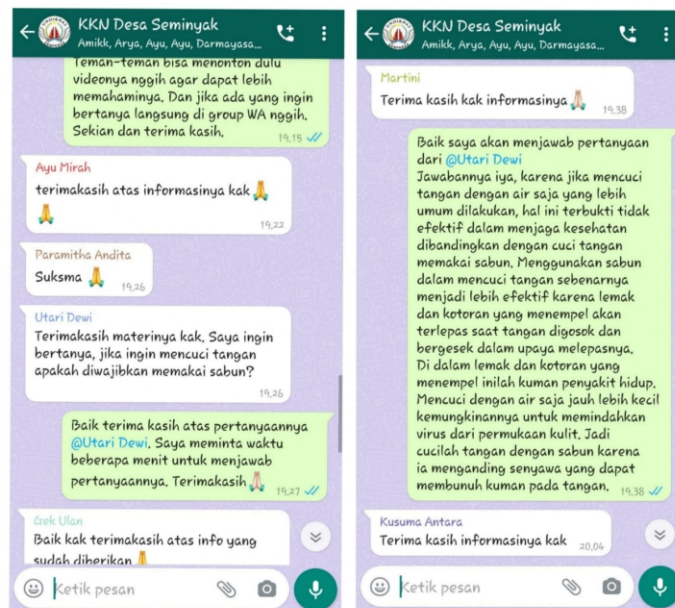 KKN Desa Seminyak
Amikk, Arya, Ayu, Ayu, Darmayasa...
Teman-teman bisa menonton dulu
videonya nggih agar dapat lebih
memahaminya. Dan jika ada yang ingin
bertanya langsung di group WA nggih.
Sekian dan terima kasih.
19.15
Ayu Mirah
terimakasih atas informasinya kak 🙏
🙏
19.22
Paramitha Andita
Suksma 🙏
19.26
Utari Dewi
Terimakasih materinya kak. Saya ingin
bertanya, jika ingin mencuci tangan
apakah diwajibkan memakai sabun?
19.26
Baik terima kasih atas pertanyaannya
@Utari Dewi. Saya meminta waktu
beberapa menit untuk menjawab
pertanyaannya. Terimakasih 🙏
19.27
Gek Ulan
Baik kak terimakasih atas info yang
sudah diberikan 🙏
Ketik pesan
KKN Desa Seminyak
Amikk, Arya, Ayu, Ayu, Darmayasa...
Martini
Terima kasih kak informasinya 🙏
19.38
Baik saya akan menjawab pertanyaan
dari @Utari Dewi
Jawabannya iya, karena jika mencuci
tangan dengan air saja yang lebih
umum dilakukan, hal ini terbukti tidak
efektif dalam menjaga kesehatan
dibandingkan dengan cuci tangan
memakai sabun. Menggunakan sabun
dalam mencuci tangan sebenarnya
menjadi lebih efektif karena lemak
dan kotoran yang menempel akan
terlepas saat tangan digosok dan
bergesek dalam upaya melepasnya.
Di dalam lemak dan kotoran yang
menempel inilah kuman penyakit hidup.
Mencuci dengan air saja jauh lebih kecil
kemungkinannya untuk memindahkan
virus dari permukaan kulit. Jadi
cucilah tangan dengan sabun karena
ia menganding senyawa yang dapat
membunuh kuman pada tangan.
19.38
Kusuma Antara
Terima kasih informasinya kak
20.04
Ketik pesan